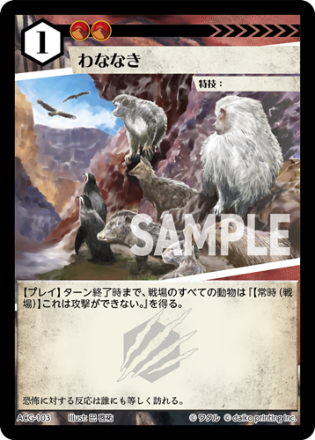 1
わななき
特技：
SAMPLE
【プレイ】ターン終了時まで、戦場のすべての動物は『【常時（戦
場）】これは攻撃ができない。』を得る。
恐怖に対する反応は誰にも等しく訪れる。
ACG-103 Illust: 巴 啓祐 © ワタル © daiko printing inc.